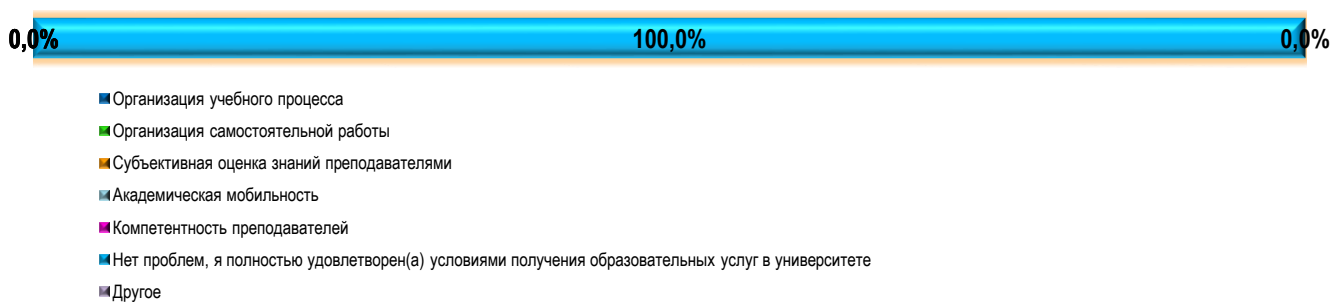 0,0% 100,0% 0,0%
Организация учебного процесса
Организация самостоятельной работы
Субъективная оценка знаний преподавателями
Академическая мобильность
Компетентность преподавателей
Нет проблем, я полностью удовлетворен(а) условиями получения образовательных услуг в университете
Другое